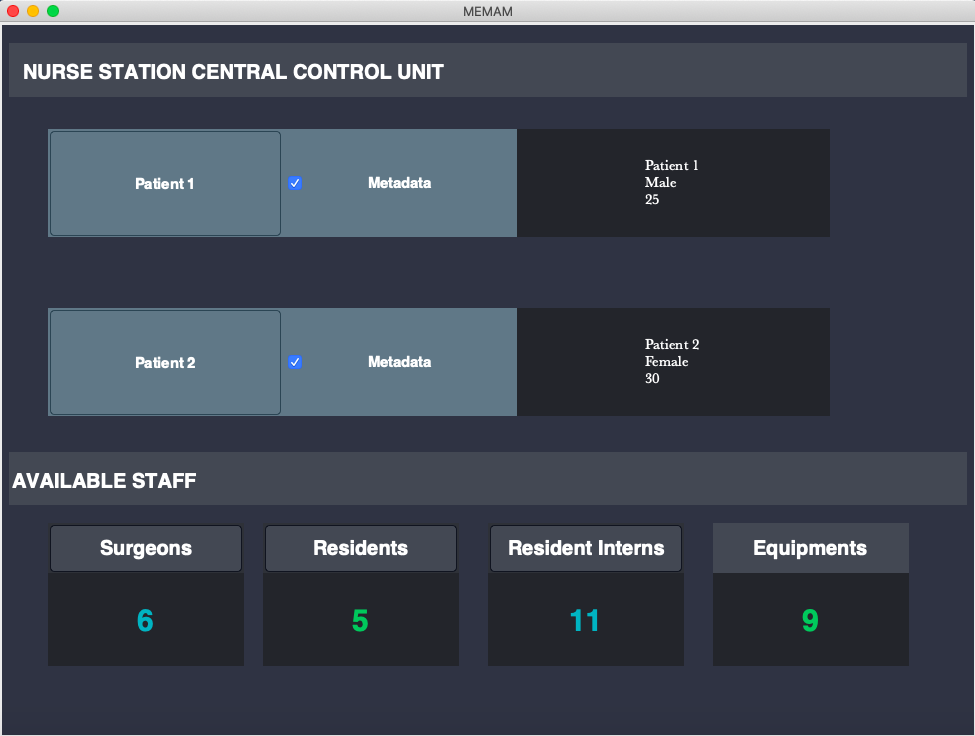 MEMAM
NURSE STATION CENTRAL CONTROL UNIT
Patient 1
Metadata
Patient 1
Male
25
Patient 2
Metadata
Patient 2
Female
30
AVAILABLE STAFF
Surgeons
Residents
Resident Interns
Equipments
6
5
11
9